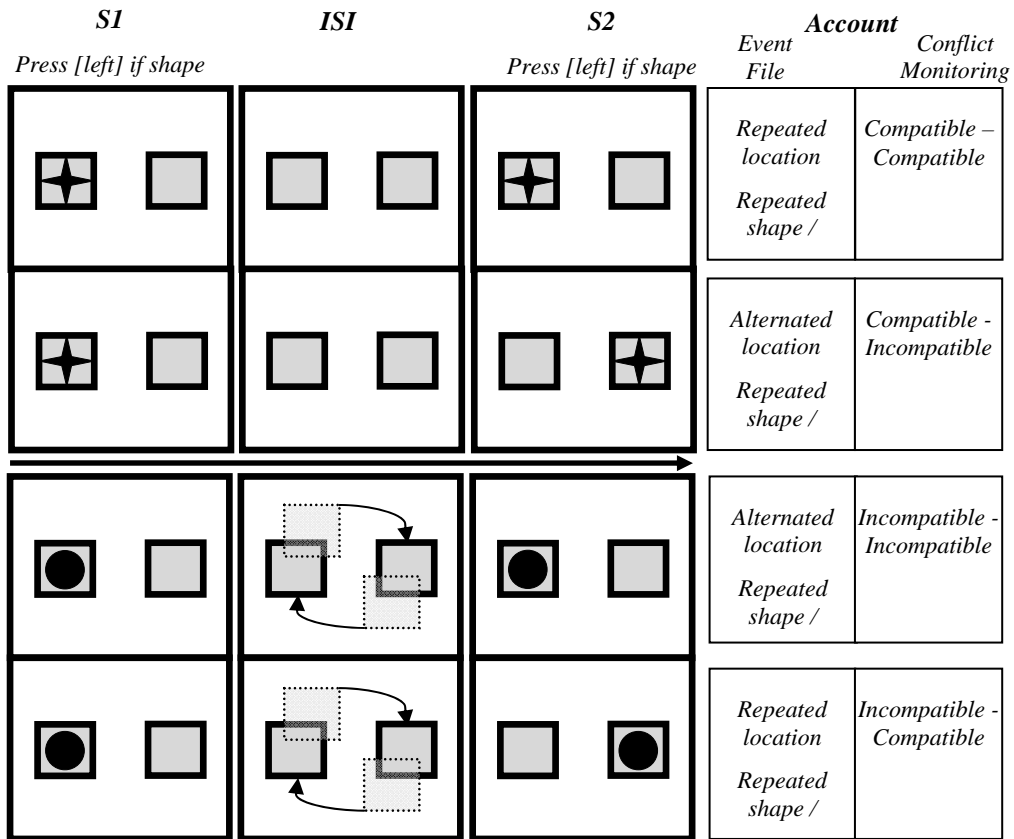 S1 ISI S2 Account
Event
File
Conflict
Monitoring
Press [left] if shape
Press [left] if shape
Repeated
location
Repeated
shape /
Compatible –
Compatible
Alternated
location
Repeated
shape /
Compatible -
Incompatible
Alternated
location
Repeated
shape /
Incompatible -
Incompatible
Repeated
location
Repeated
shape /
Incompatible -
Compatible